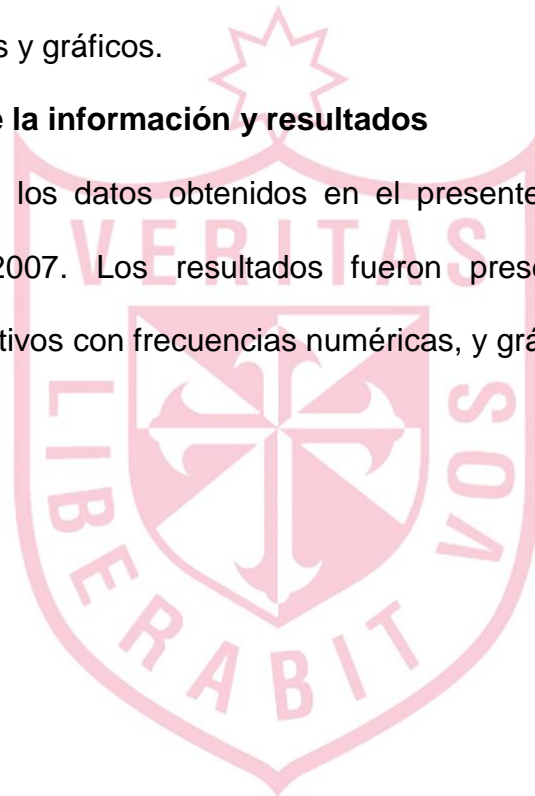 s y gráficos.
e la información y resultados
los datos obtenidos en el presente
2007. Los resultados fueron pres
tivos con frecuencias numéricas, y grá
VERITAS
LIBERABIT
VOS